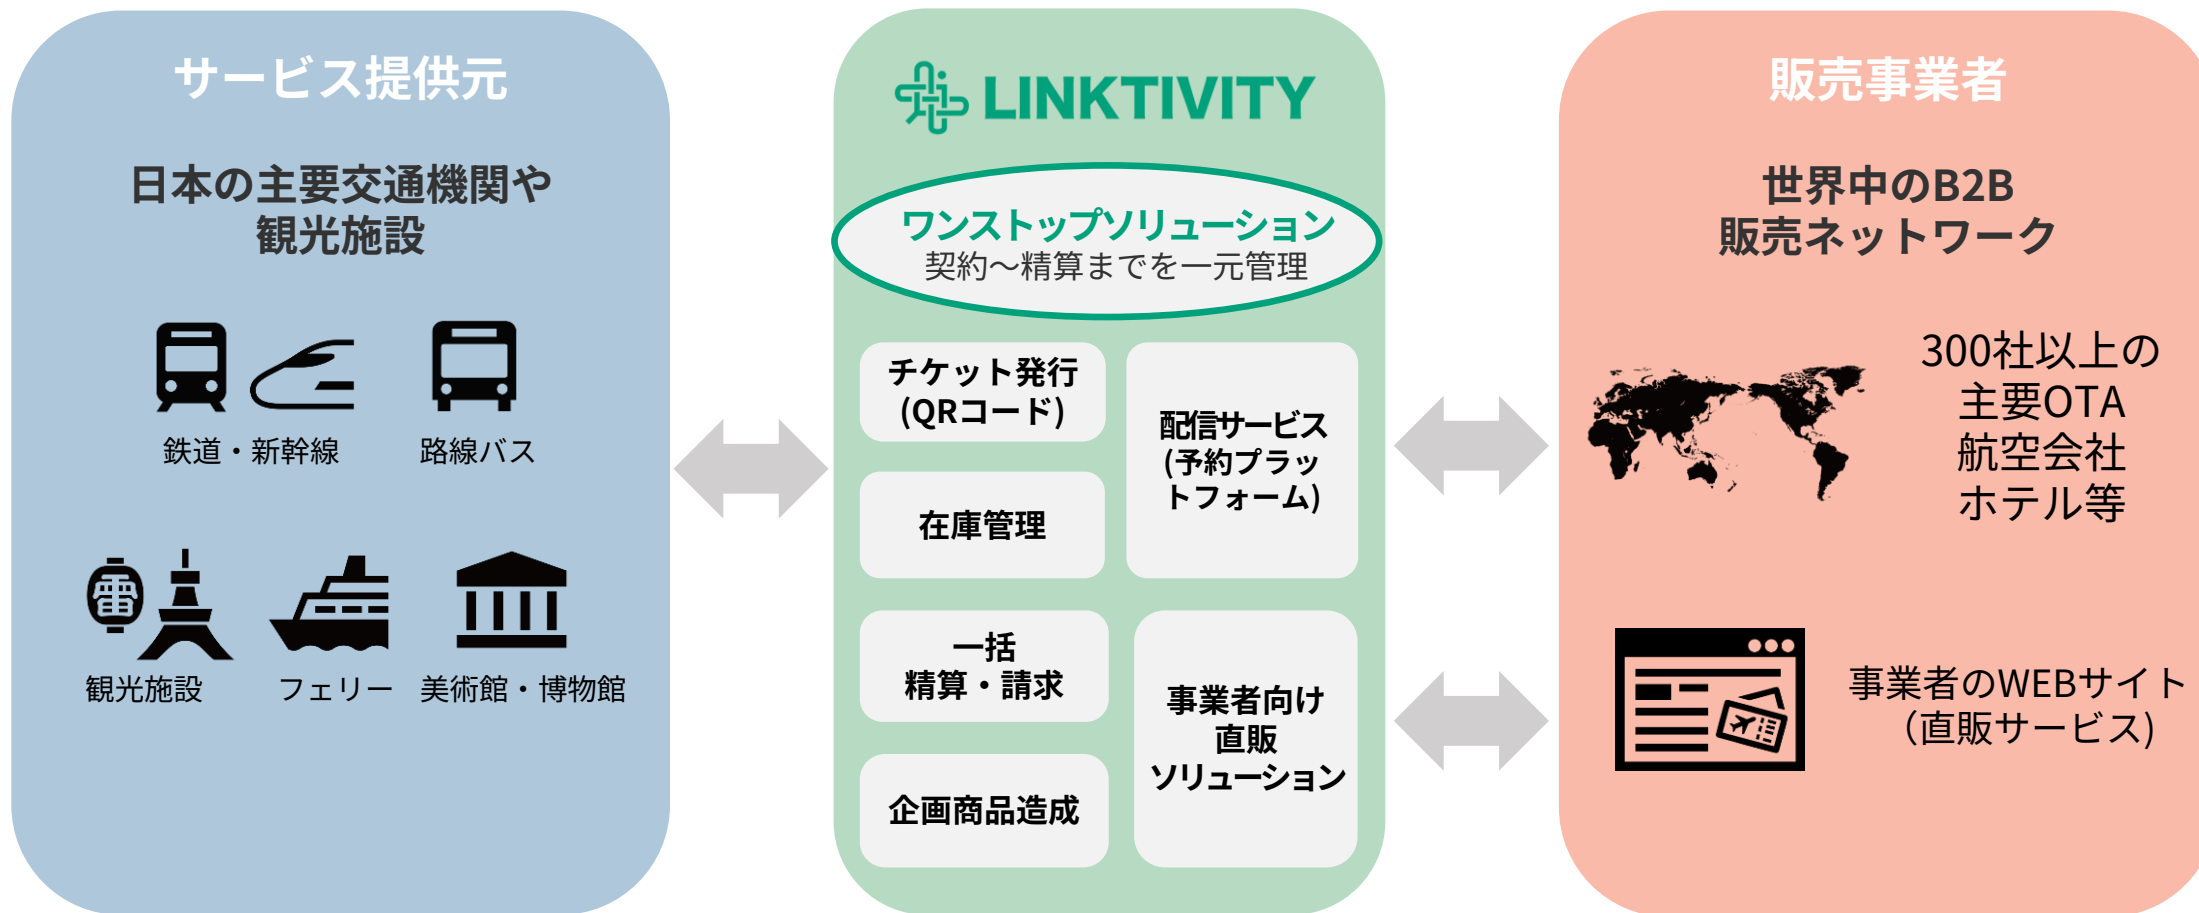 サービス提供元
日本の主要交通機関や
観光施設
鉄道・新幹線
路線バス
電
観光施設
フェリー
美術館・博物館
LINKTIVITY
ワンストップソリューション
契約～精算までを一元管理
チケット発行
(QRコード)
在庫管理
一括
精算・請求
企画商品造成
配信サービス
(予約プラッ
トフォーム)
事業者向け
直販
ソリューション
販売事業者
世界中のB2B
販売ネットワーク
300社以上の
主要OTA
航空会社
ホテル等
事業者のWEBサイト
（直販サービス)